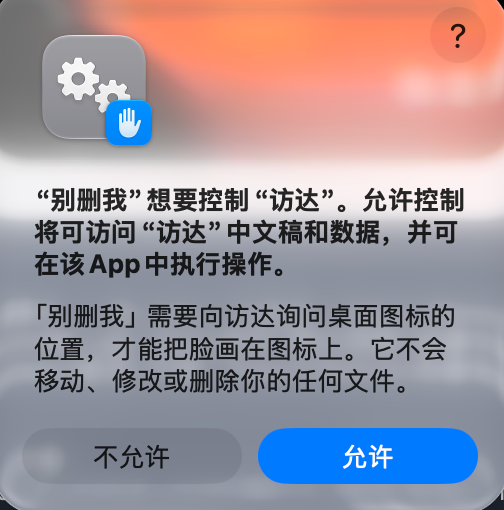 ?
“别删我”想要控制“访达”。允许控制
将可访问“访达”中文稿和数据，并可
在该App中执行操作。
「别删我」需要向访达询问桌面图标的
位置，才能把脸画在图标上。它不会
移动、修改或删除你的任何文件。
不允许
允许